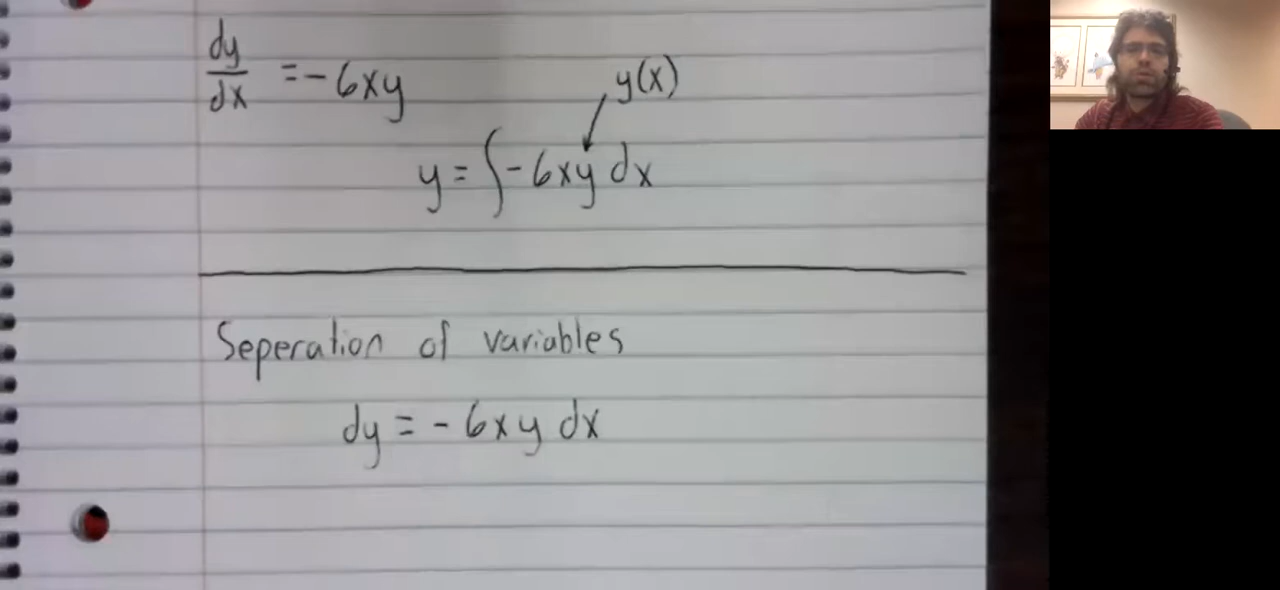 dy/dx = -6xy
y(x)
y = ∫ -6xy dx
Seperation of variables
dy = -6xy dx